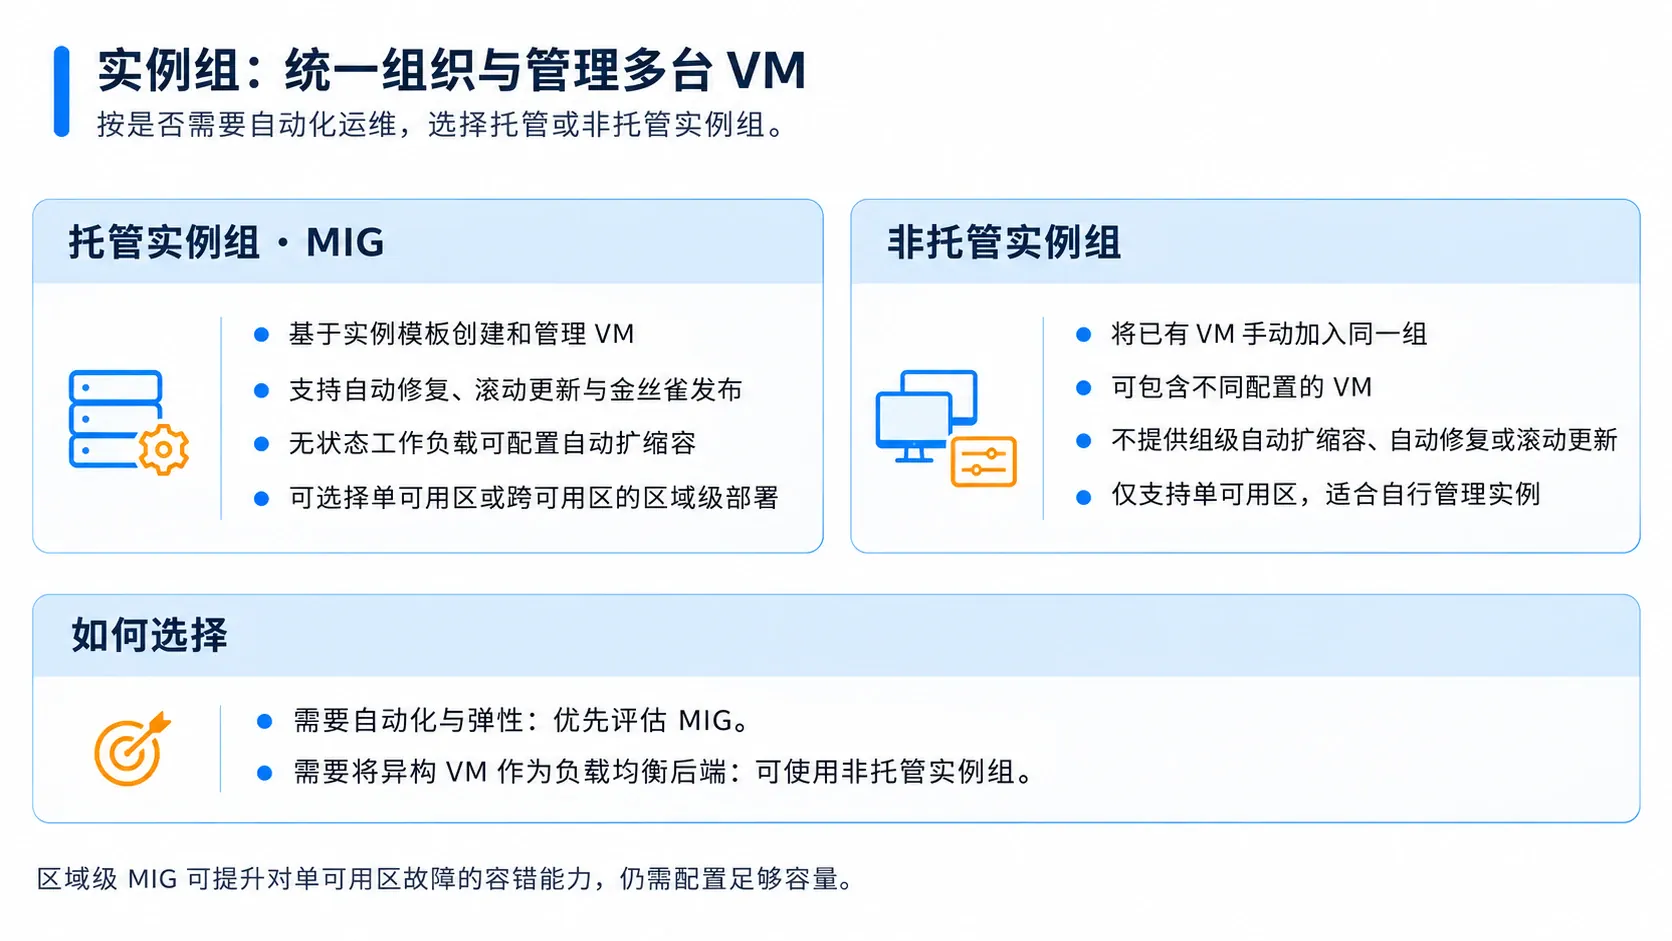 实例组：统一组织与管理多台 VM
按是否需要自动化运维，选择托管或非托管实例组。
托管实例组 · MIG
基于实例模板创建和管理 VM
支持自动修复、滚动更新与金丝雀发布
无状态工作负载可配置自动扩缩容
可选择单可用区或跨可用区的区域级部署
非托管实例组
将已有 VM 手动加入同一组
可包含不同配置的 VM
不提供组级自动扩缩容、自动修复或滚动更新
仅支持单可用区，适合自行管理实例
如何选择
需要自动化与弹性：优先评估 MIG。
需要将异构 VM 作为负载均衡后端：可使用非托管实例组。
区域级 MIG 可提升对单可用区故障的容错能力，仍需配置足够容量。